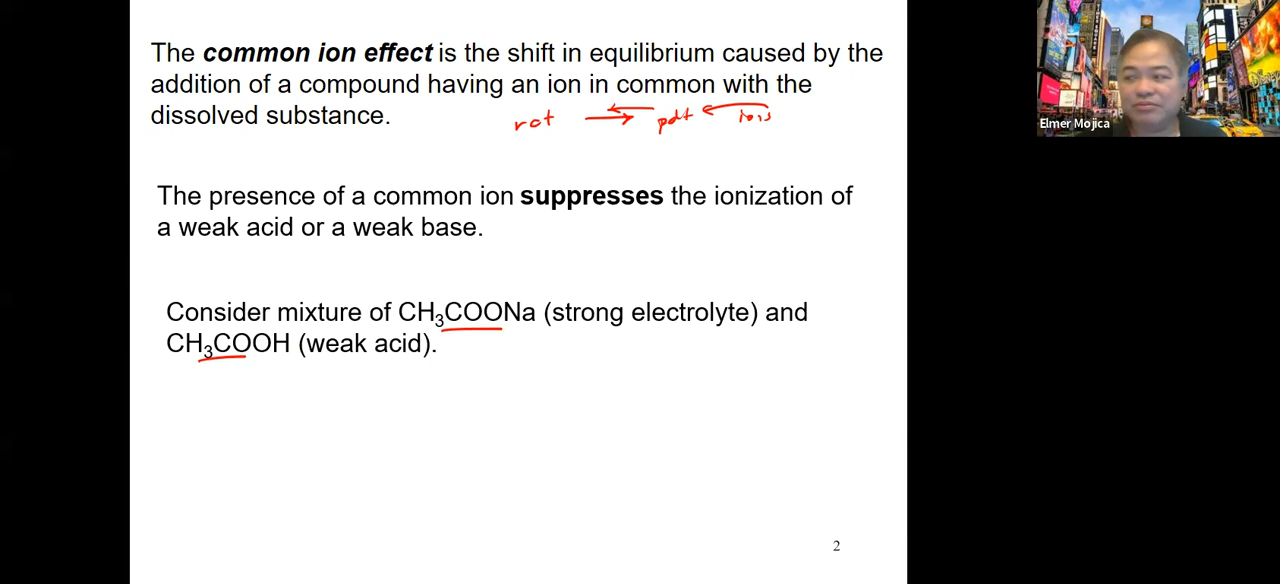 The common ion effect is the shift in equilibrium caused by the
addition of a compound having an ion in common with the
dissolved substance.
rct ⇌ pdt ← ions
The presence of a common ion suppresses the ionization of
a weak acid or a weak base.
Consider mixture of CH₃COONa (strong electrolyte) and
CH₃COOH (weak acid).
2
Elmer Mojica